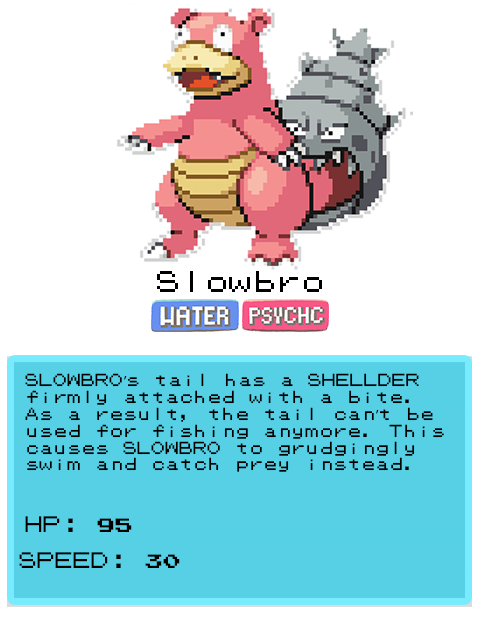 Slowbro
WATER PSYCHC
SLOWBRO's tail has a SHELLDER
firmly attached with a bite.
As a result, the tail can't be
used for fishing anymore. This
causes SLOWBRO to grudgingly
swim and catch prey instead.
HP: 95
SPEED: 30